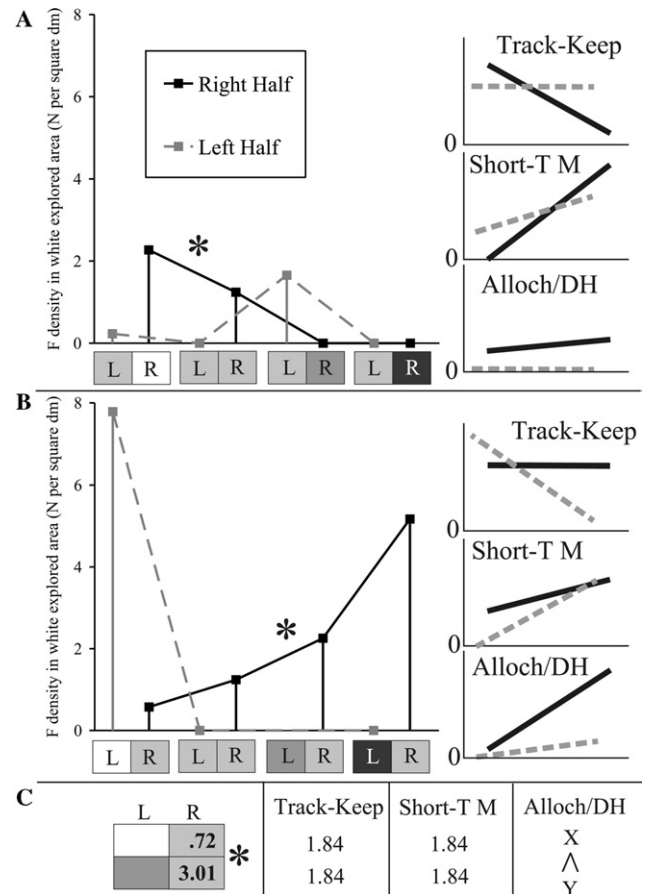 A
F density in white explored area (N per square dm)
8
6
4
2
0
Right Half
Left Half
*
L R L R L R L R
Track-Keep
0
Short-T M
0
Alloch/DH
0
B
F density in white explored area (N per square dm)
8
6
4
2
0
*
L R L R L R L R
Track-Keep
0
Short-T M
0
Alloch/DH
0
C
L R
.72
3.01
*
Track-Keep Short-T M Alloch/DH
1.84 1.84 X
^
1.84 1.84 Y